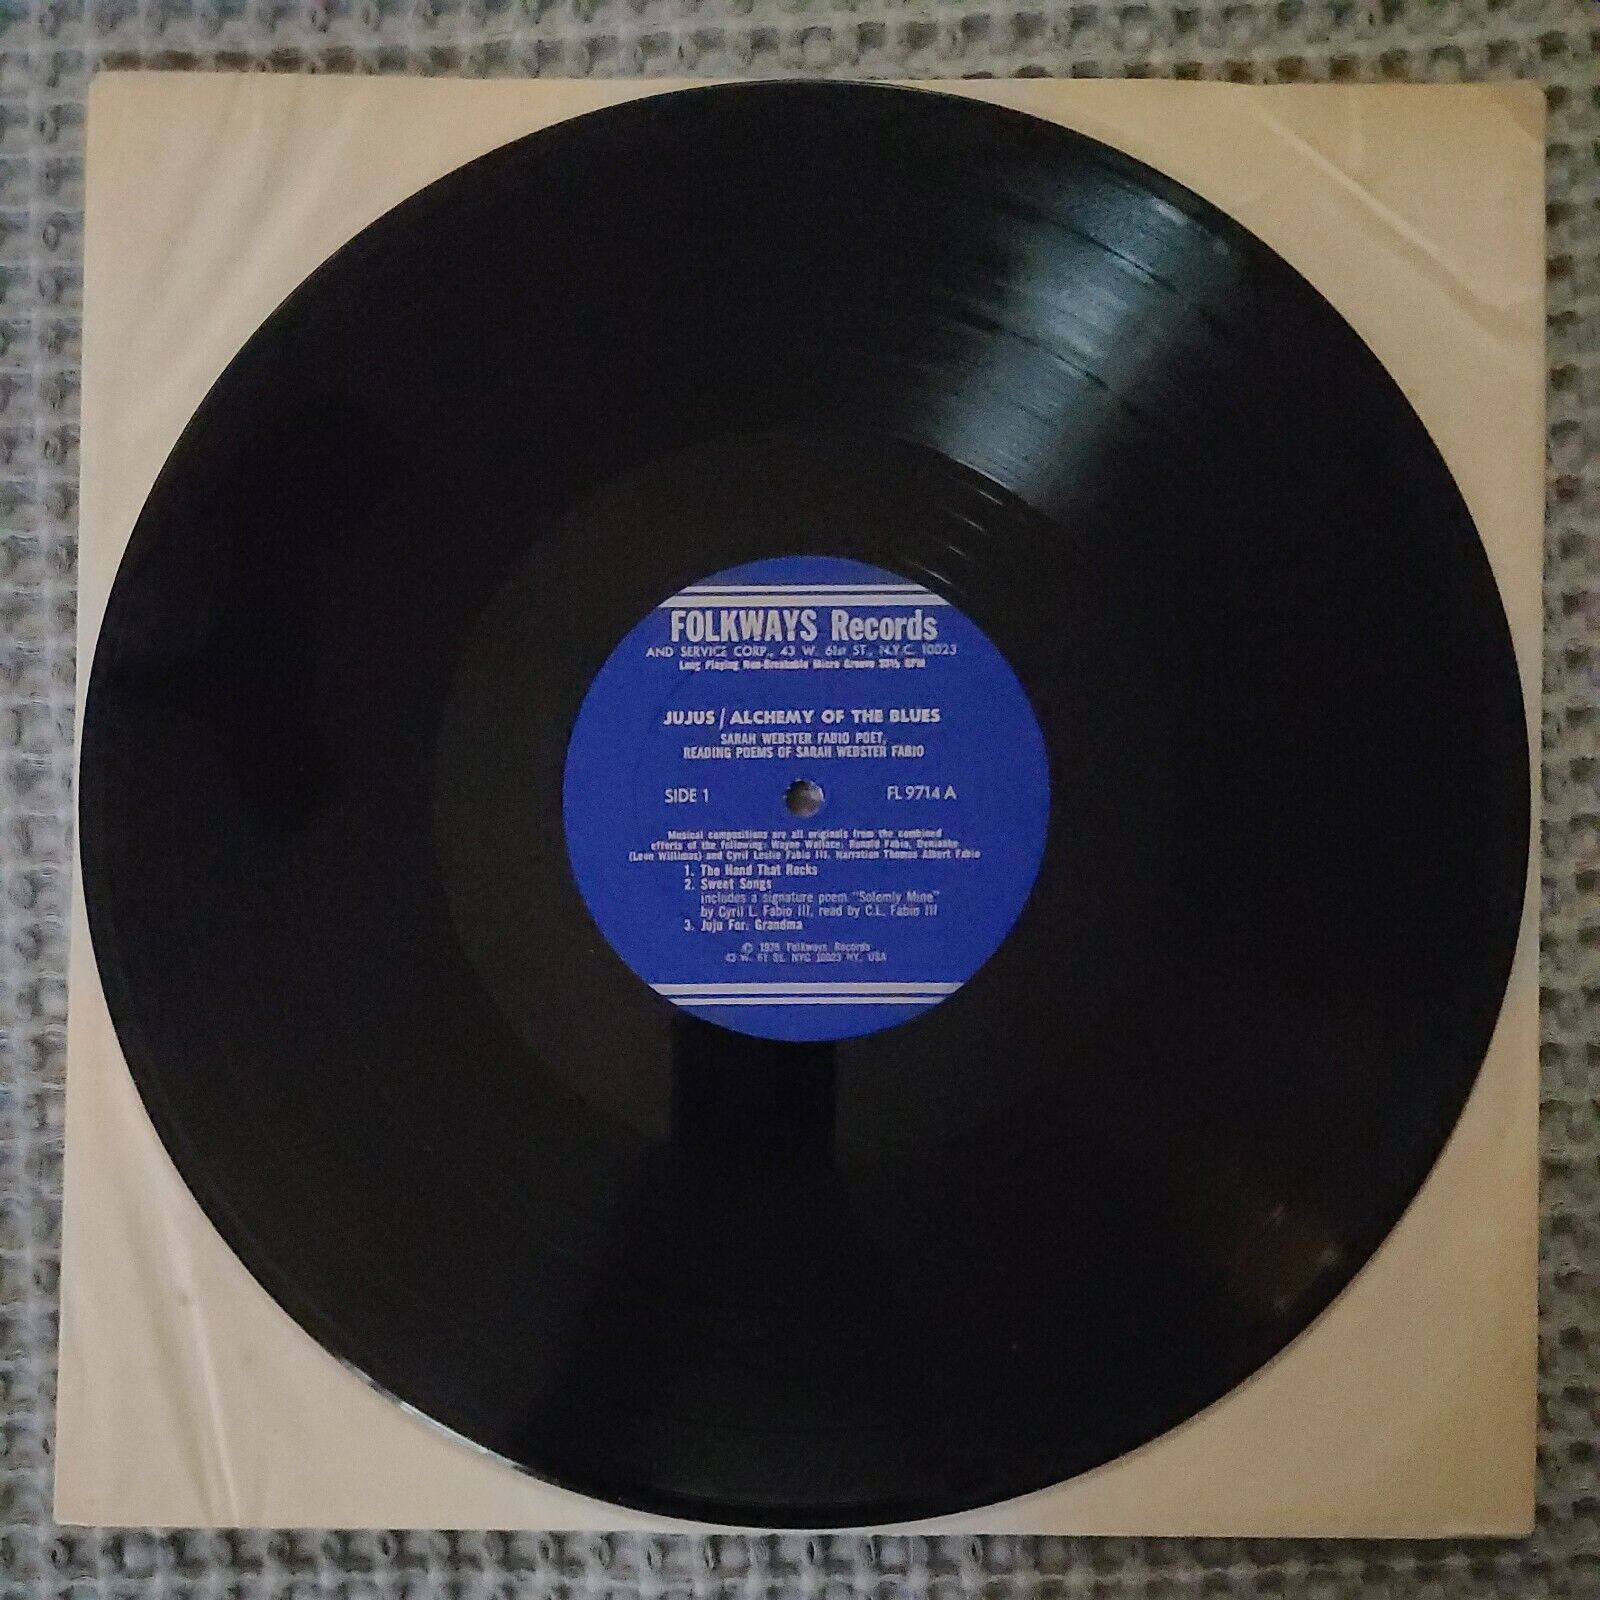 FOLKWAYS Records
AND SERVICE CORP., 43 W. 61st ST., N.Y.C. 10023
Long Playing Non-Breakable Micro Groove 33⅓ RPM
JUJUS / ALCHEMY OF THE BLUES
SARAH WEBSTER FABIO POET,
READING POEMS OF SARAH WEBSTER FABIO
SIDE 1 FL 9714 A
Musical compositions are all originals from the combined
efforts of the following: Wayne Wallace; Ronald Fabio, Denianke
(Leon Williams) and Cyril Leslie Fabio III. Narration Thomas Albert Fabio
1. The Hand That Rocks
2. Sweet Songs
includes a signature poem "Solemly Mine"
by Cyril L. Fabio III, read by C.L. Fabio III
3. Juju For. Grandma
© 1976 Folkways Records
43 W. 61 St. NYC 10023 NY, USA